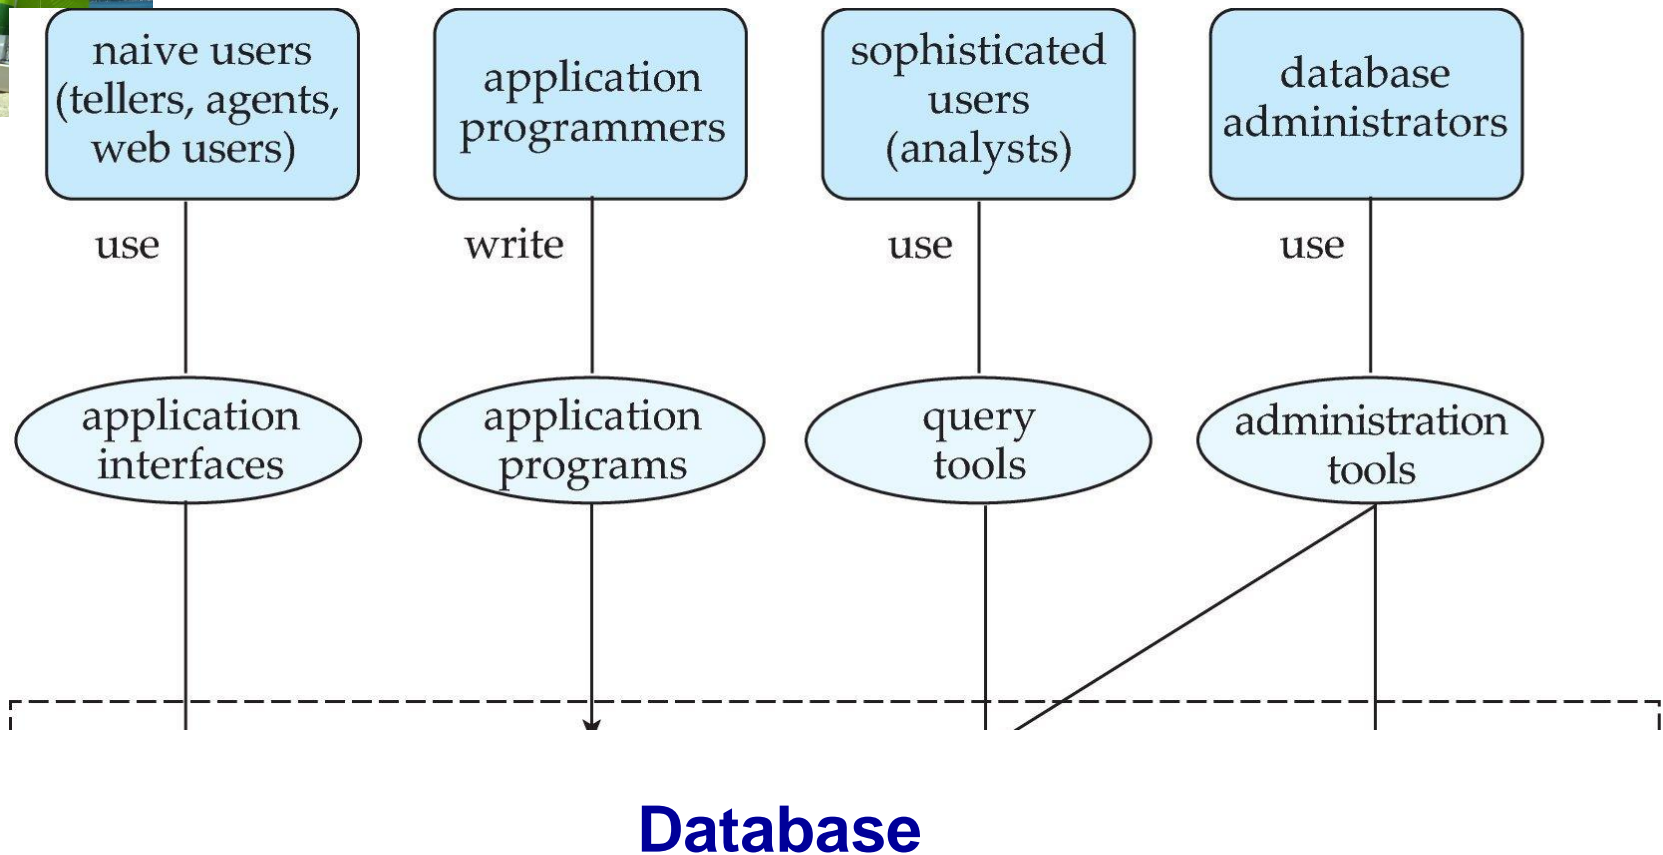 naive users
(tellers, agents,
web users)
application
programmers
sophisticated
users
(analysts)
database
administrators
use
write
use
use
application
interfaces
application
programs
query
tools
administration
tools
Database